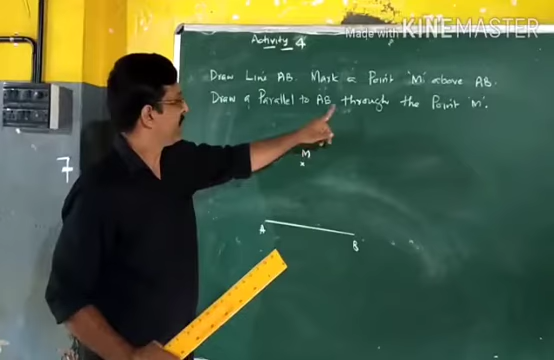 Made with KINEMASTER
Activity 4
Draw Line AB. Mark a Point 'M' above AB.
Draw a Parallel to AB through the Point 'M'.
7
M
A
B